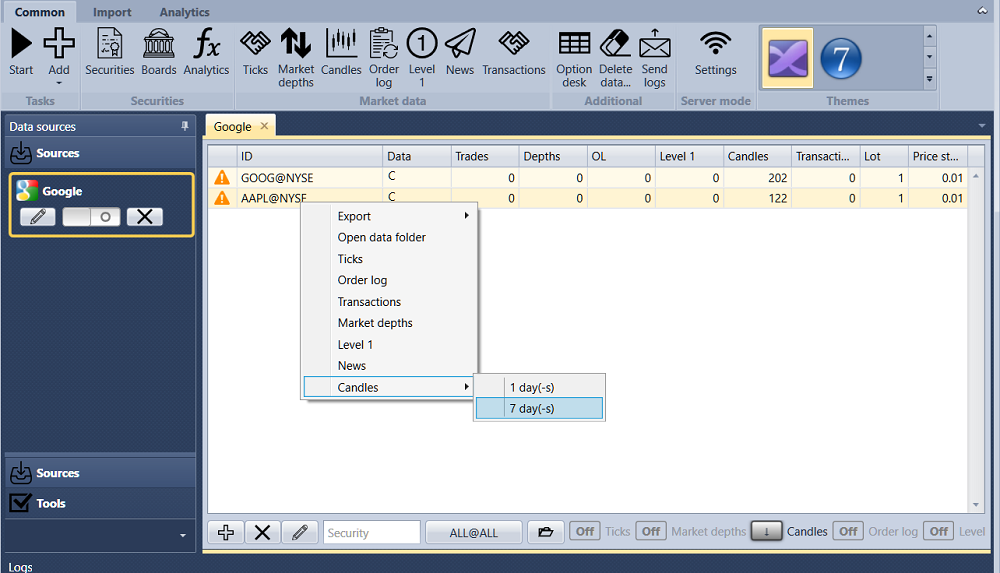 Common Import Analytics
Start Add Securities Boards Analytics Ticks Market depths Candles Order log Level 1 News Transactions Option desk Delete data... Send logs Settings 7
Tasks Securities Market data Additional Server mode Themes
Data sources
Sources
Google
Sources
Tools
Logs
Google
ID Data Trades Depths OL Level 1 Candles Transacti... Lot Price st...
GOOG@NYSE C 0 0 0 0 202 0 1 0.01
AAPL@NYSE C 0 0 0 0 122 0 1 0.01
Export
Open data folder
Ticks
Order log
Transactions
Market depths
Level 1
News
Candles
1 day(-s)
7 day(-s)
Security ALL@ALL Off Ticks Off Market depths Candles Off Order log Off Level